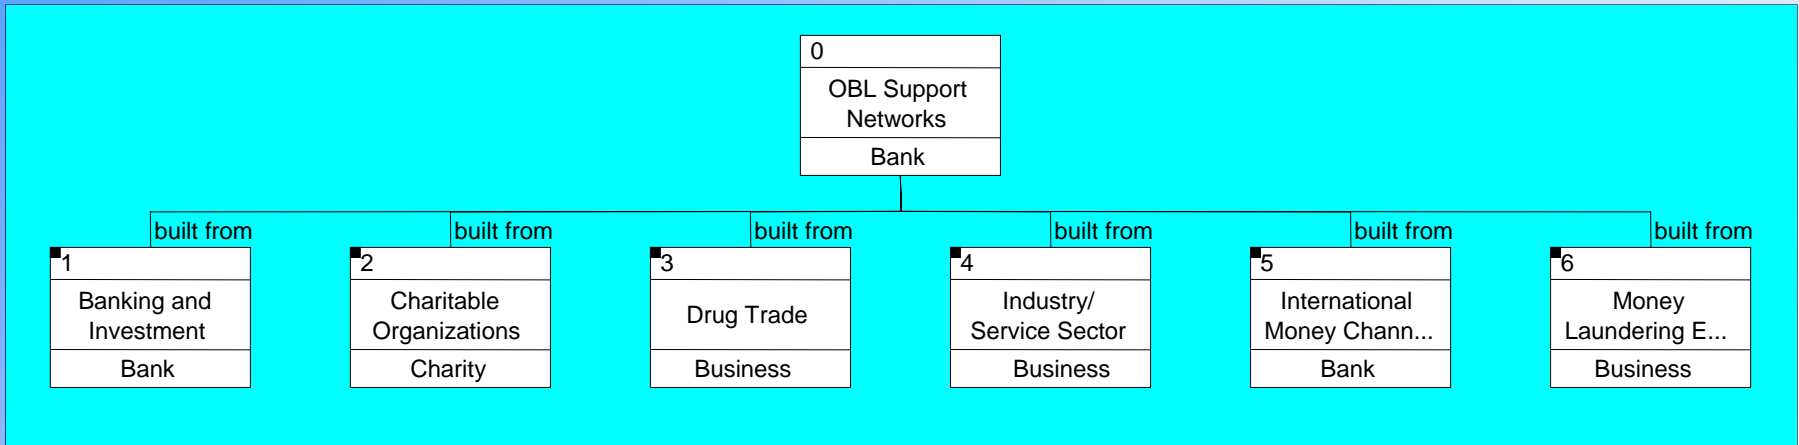 0
OBL Support
Networks
Bank
built from
built from
built from
built from
built from
built from
1
Banking and
Investment
Bank
2
Charitable
Organizations
Charity
3
Drug Trade
Business
4
Industry/
Service Sector
Business
5
International
Money Chann...
Bank
6
Money
Laundering E...
Business